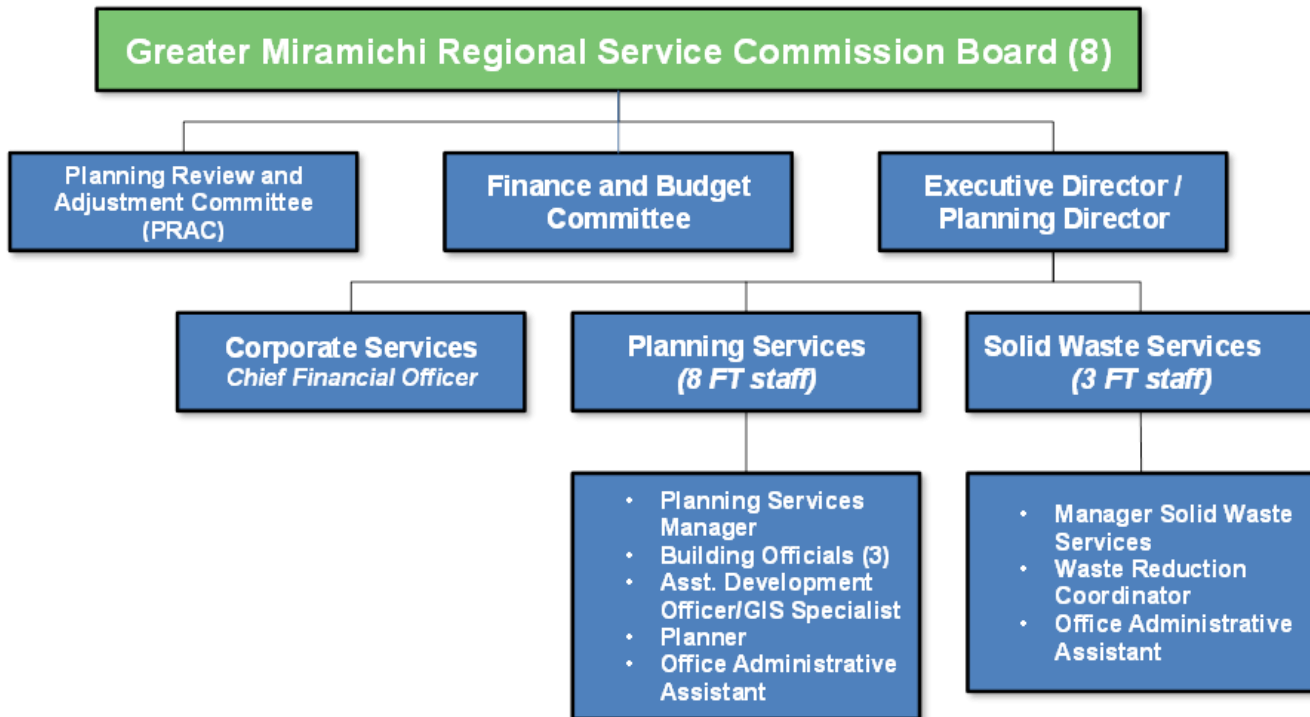 Greater Miramichi Regional Service Commission Board (8)
Planning Review and
Adjustment Committee
(PRAC)
Finance and Budget
Committee
Executive Director /
Planning Director
Corporate Services
Chief Financial Officer
Planning Services
(8 FT staff)
Solid Waste Services
(3 FT staff)
• Planning Services
Manager
• Building Officials (3)
• Asst. Development
Officer/GIS Specialist
• Planner
• Office Administrative
Assistant
• Manager Solid Waste
Services
• Waste Reduction
Coordinator
• Office Administrative
Assistant